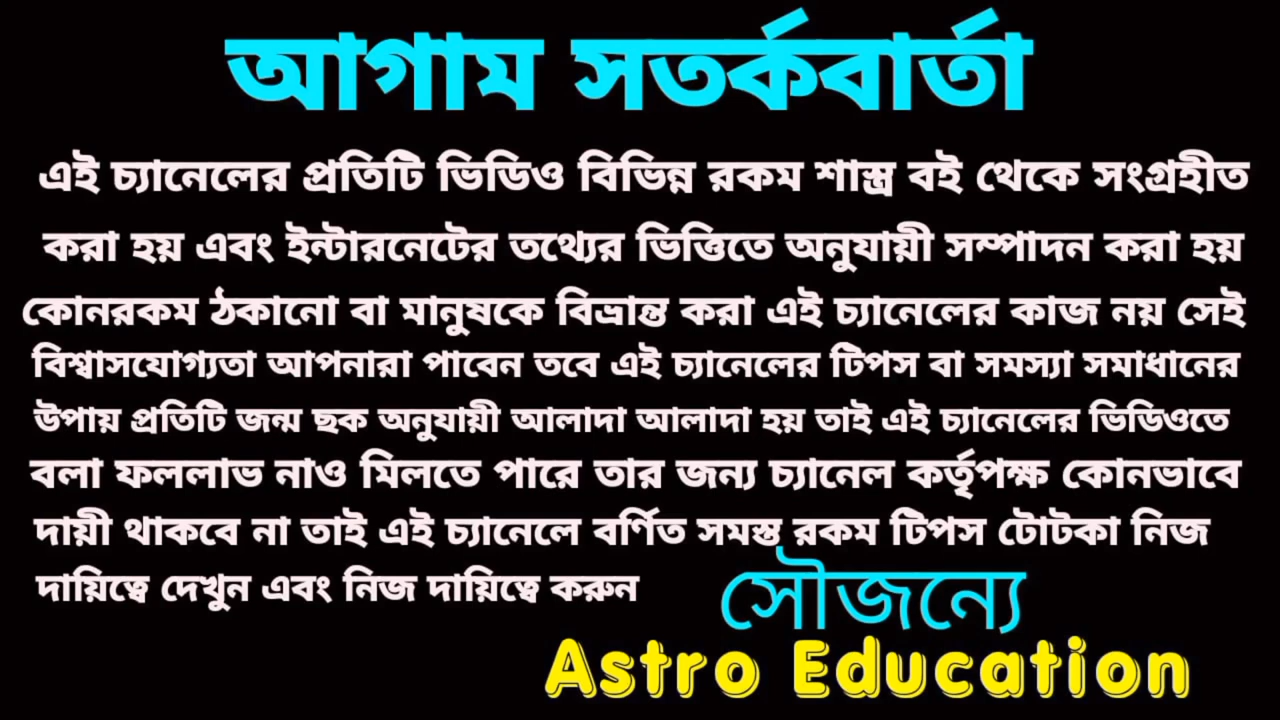 আগাম সতর্কবার্তা
এই চ্যানেলের প্রতিটি ভিডিও বিভিন্ন রকম শাস্ত্র বই থেকে সংগ্রহীত
করা হয় এবং ইন্টারনেটের তথ্যের ভিত্তিতে অনুযায়ী সম্পাদন করা হয়
কোনরকম ঠকানো বা মানুষকে বিভ্রান্ত করা এই চ্যানেলের কাজ নয় সেই
বিশ্বাসযোগ্যতা আপনারা পাবেন তবে এই চ্যানেলের টিপস বা সমস্যা সমাধানের
উপায় প্রতিটি জন্ম ছক অনুযায়ী আলাদা আলাদা হয় তাই এই চ্যানেলের ভিডিওতে
বলা ফললাভ নাও মিলতে পারে তার জন্য চ্যানেল কর্তৃপক্ষ কোনভাবে
দায়ী থাকবে না তাই এই চ্যানেলে বর্ণিত সমস্ত রকম টিপস টোটকা নিজ
দায়িত্বে দেখুন এবং নিজ দায়িত্বে করুন
সৌজন্যে
Astro Education